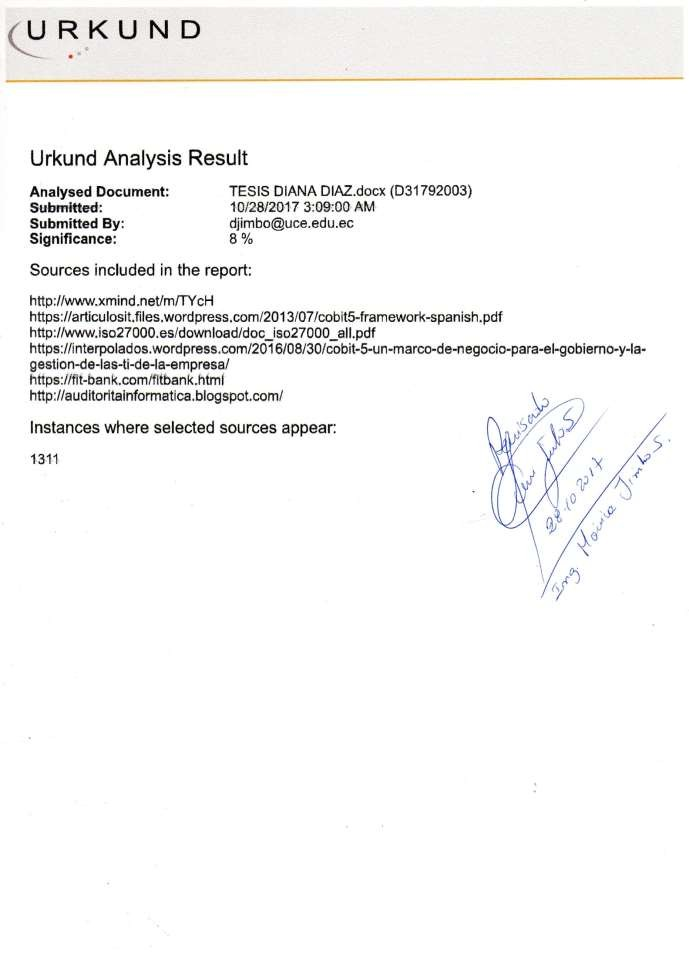 URKUND
Urkund Analysis Result
Analysed Document: TESIS DIANA DIAZ.docx (D31792003)
Submitted: 10/28/2017 3:09:00 AM
Submitted By: djimbo@uce.edu.ec
Significance: 8 %
Sources included in the report:
http://www.xmind.net/m/TYcH
https://articulosit.files.wordpress.com/2013/07/cobit5-framework-spanish.pdf
http://www.iso27000.es/download/doc_iso27000_all.pdf
https://interpolados.wordpress.com/2016/08/30/cobit-5-un-marco-de-negocio-para-el-gobierno-y-la-
gestion-de-las-ti-de-la-empresa/
https://fit-bank.com/fitbank.html
http://auditoritainformatica.blogspot.com/
Instances where selected sources appear:
1311
Revisado
28.10.2017
Ing. Jimbo S.